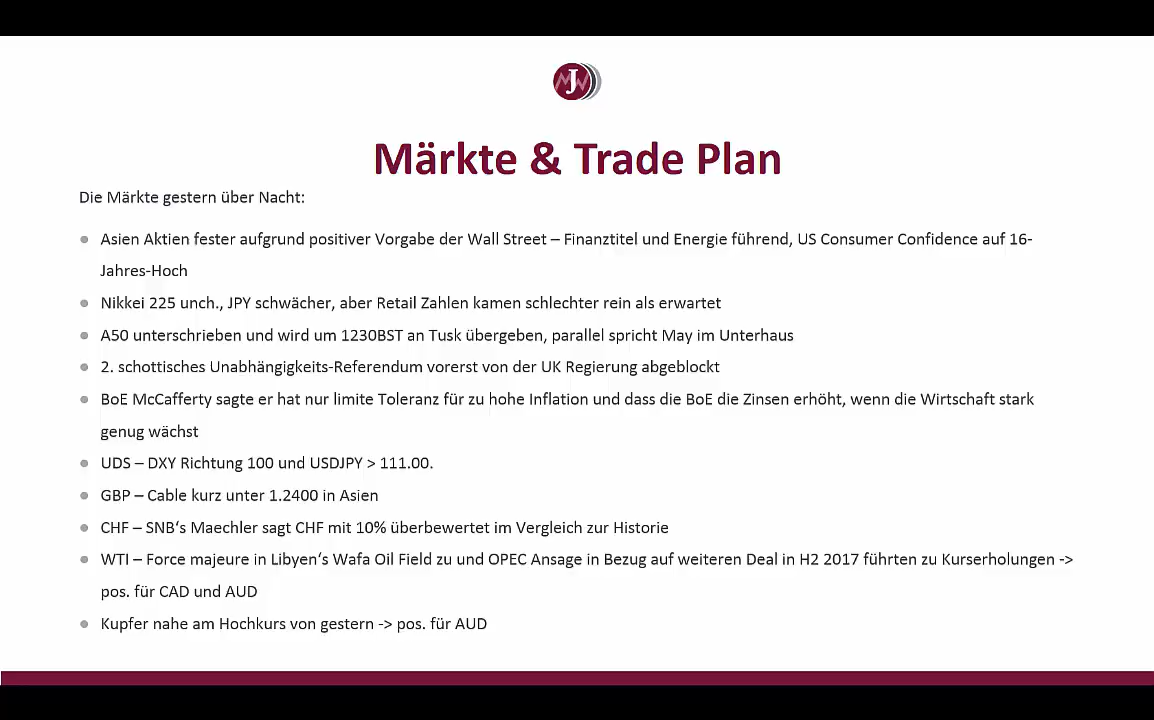 J
Märkte & Trade Plan
Die Märkte gestern über Nacht:
Asien Aktien fester aufgrund positiver Vorgabe der Wall Street – Finanztitel und Energie führend, US Consumer Confidence auf 16-
Jahres-Hoch
Nikkei 225 unch., JPY schwächer, aber Retail Zahlen kamen schlechter rein als erwartet
A50 unterschrieben und wird um 1230BST an Tusk übergeben, parallel spricht May im Unterhaus
2. schottisches Unabhängigkeits-Referendum vorerst von der UK Regierung abgeblockt
BoE McCafferty sagte er hat nur limite Toleranz für zu hohe Inflation und dass die BoE die Zinsen erhöht, wenn die Wirtschaft stark
genug wächst
UDS – DXY Richtung 100 und USDJPY > 111.00.
GBP – Cable kurz unter 1.2400 in Asien
CHF – SNB‘s Maechler sagt CHF mit 10% überbewertet im Vergleich zur Historie
WTI – Force majeure in Libyen‘s Wafa Oil Field zu und OPEC Ansage in Bezug auf weiteren Deal in H2 2017 führten zu Kurserholungen ->
pos. für CAD und AUD
Kupfer nahe am Hochkurs von gestern -> pos. für AUD